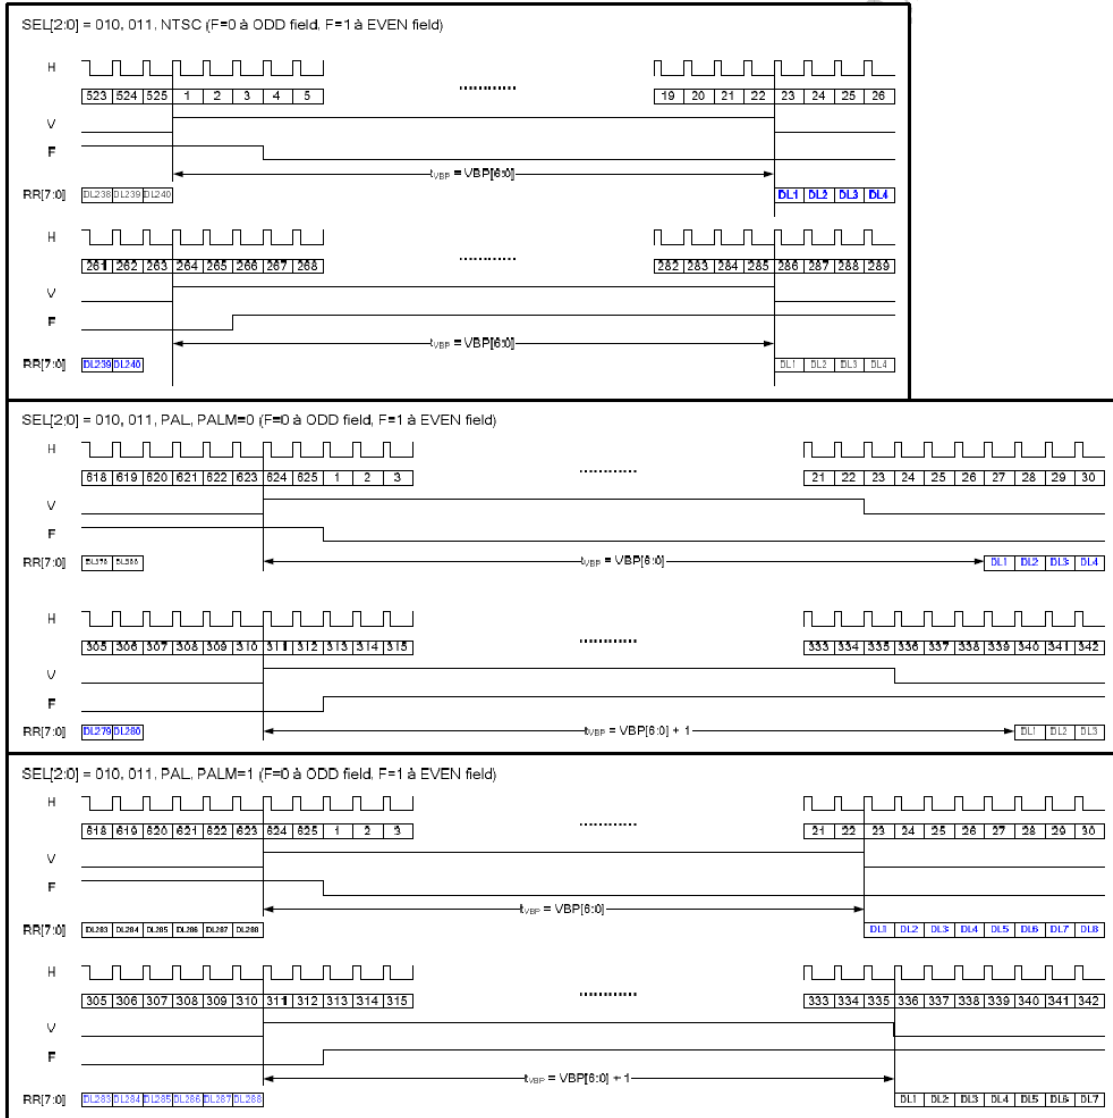 SEL[2:0] = 010, 011, NTSC (F=0 à ODD field, F=1 à EVEN field)
H
523 524 525 1 2 3 4 5 ............ 19 20 21 22 23 24 25 26
V
F
tVBP = VBP[6:0]
RR[7:0] DL238 DL239 DL240 DL1 DL2 DL3 DL4
H
261 262 263 264 265 266 267 268 ............ 282 283 284 285 286 287 288 289
V
F
tVBP = VBP[6:0]
RR[7:0] DL239 DL240 DL1 DL2 DL3 DL4
SEL[2:0] = 010, 011, PAL, PALM=0 (F=0 à ODD field, F=1 à EVEN field)
H
618 619 620 621 622 623 624 625 1 2 3 ............ 21 22 23 24 25 26 27 28 29 30
V
F
RR[7:0] tVBP = VBP[6:0] DL1 DL2 DL3 DL4
H
305 306 307 308 309 310 311 312 313 314 315 ............ 333 334 335 336 337 338 339 340 341 342
V
F
RR[7:0] DL279 DL280 tVBP = VBP[6:0] + 1 DL1 DL2 DL3
SEL[2:0] = 010, 011, PAL, PALM=1 (F=0 à ODD field, F=1 à EVEN field)
H
618 619 620 621 622 623 624 625 1 2 3 ............ 21 22 23 24 25 26 27 28 29 30
V
F
tVBP = VBP[6:0]
RR[7:0] DL283 DL284 DL285 DL286 DL287 DL288 DL1 DL2 DL3 DL4 DL5 DL6 DL7 DL8
H
305 306 307 308 309 310 311 312 313 314 315 ............ 333 334 335 336 337 338 339 340 341 342
V
F
tVBP = VBP[6:0] + 1
RR[7:0] DL283 DL284 DL285 DL286 DL287 DL288 DL1 DL2 DL3 DL4 DL5 DL6 DL7